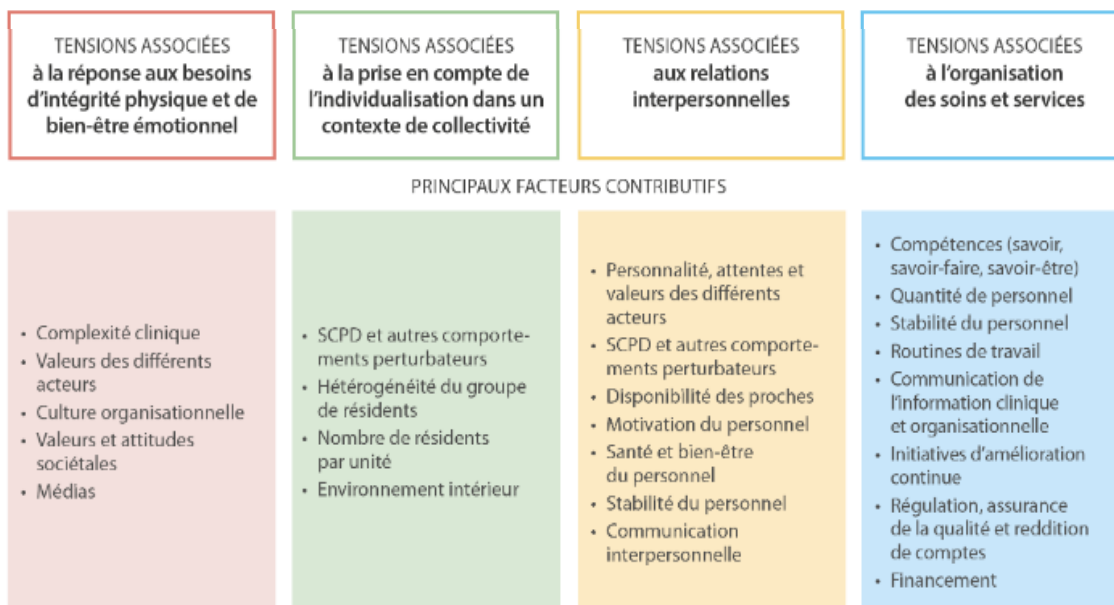 TENSIONS ASSOCIÉES
à la réponse aux besoins
d'intégrité physique et de
bien-être émotionnel
TENSIONS ASSOCIÉES
à la prise en compte de
l'individualisation dans un
contexte de collectivité
TENSIONS ASSOCIÉES
aux relations
interpersonnelles
TENSIONS ASSOCIÉES
à l'organisation
des soins et services
PRINCIPAUX FACTEURS CONTRIBUTIFS
• Complexité clinique
• Valeurs des différents
acteurs
• Culture organisationnelle
• Valeurs et attitudes
sociétales
• Médias
• SCPD et autres comporte-
ments perturbateurs
• Hétérogénéité du groupe
de résidents
• Nombre de résidents
par unité
• Environnement intérieur
• Personnalité, attentes et
valeurs des différents
acteurs
• SCPD et autres comporte-
ments perturbateurs
• Disponibilité des proches
• Motivation du personnel
• Santé et bien-être
du personnel
• Stabilité du personnel
• Communication
interpersonnelle
• Compétences (savoir,
savoir-faire, savoir-être)
• Quantité de personnel
• Stabilité du personnel
• Routines de travail
• Communication de
l'information clinique
et organisationnelle
• Initiatives d'amélioration
continue
• Régulation, assurance
de la qualité et reddition
de comptes
• Financement